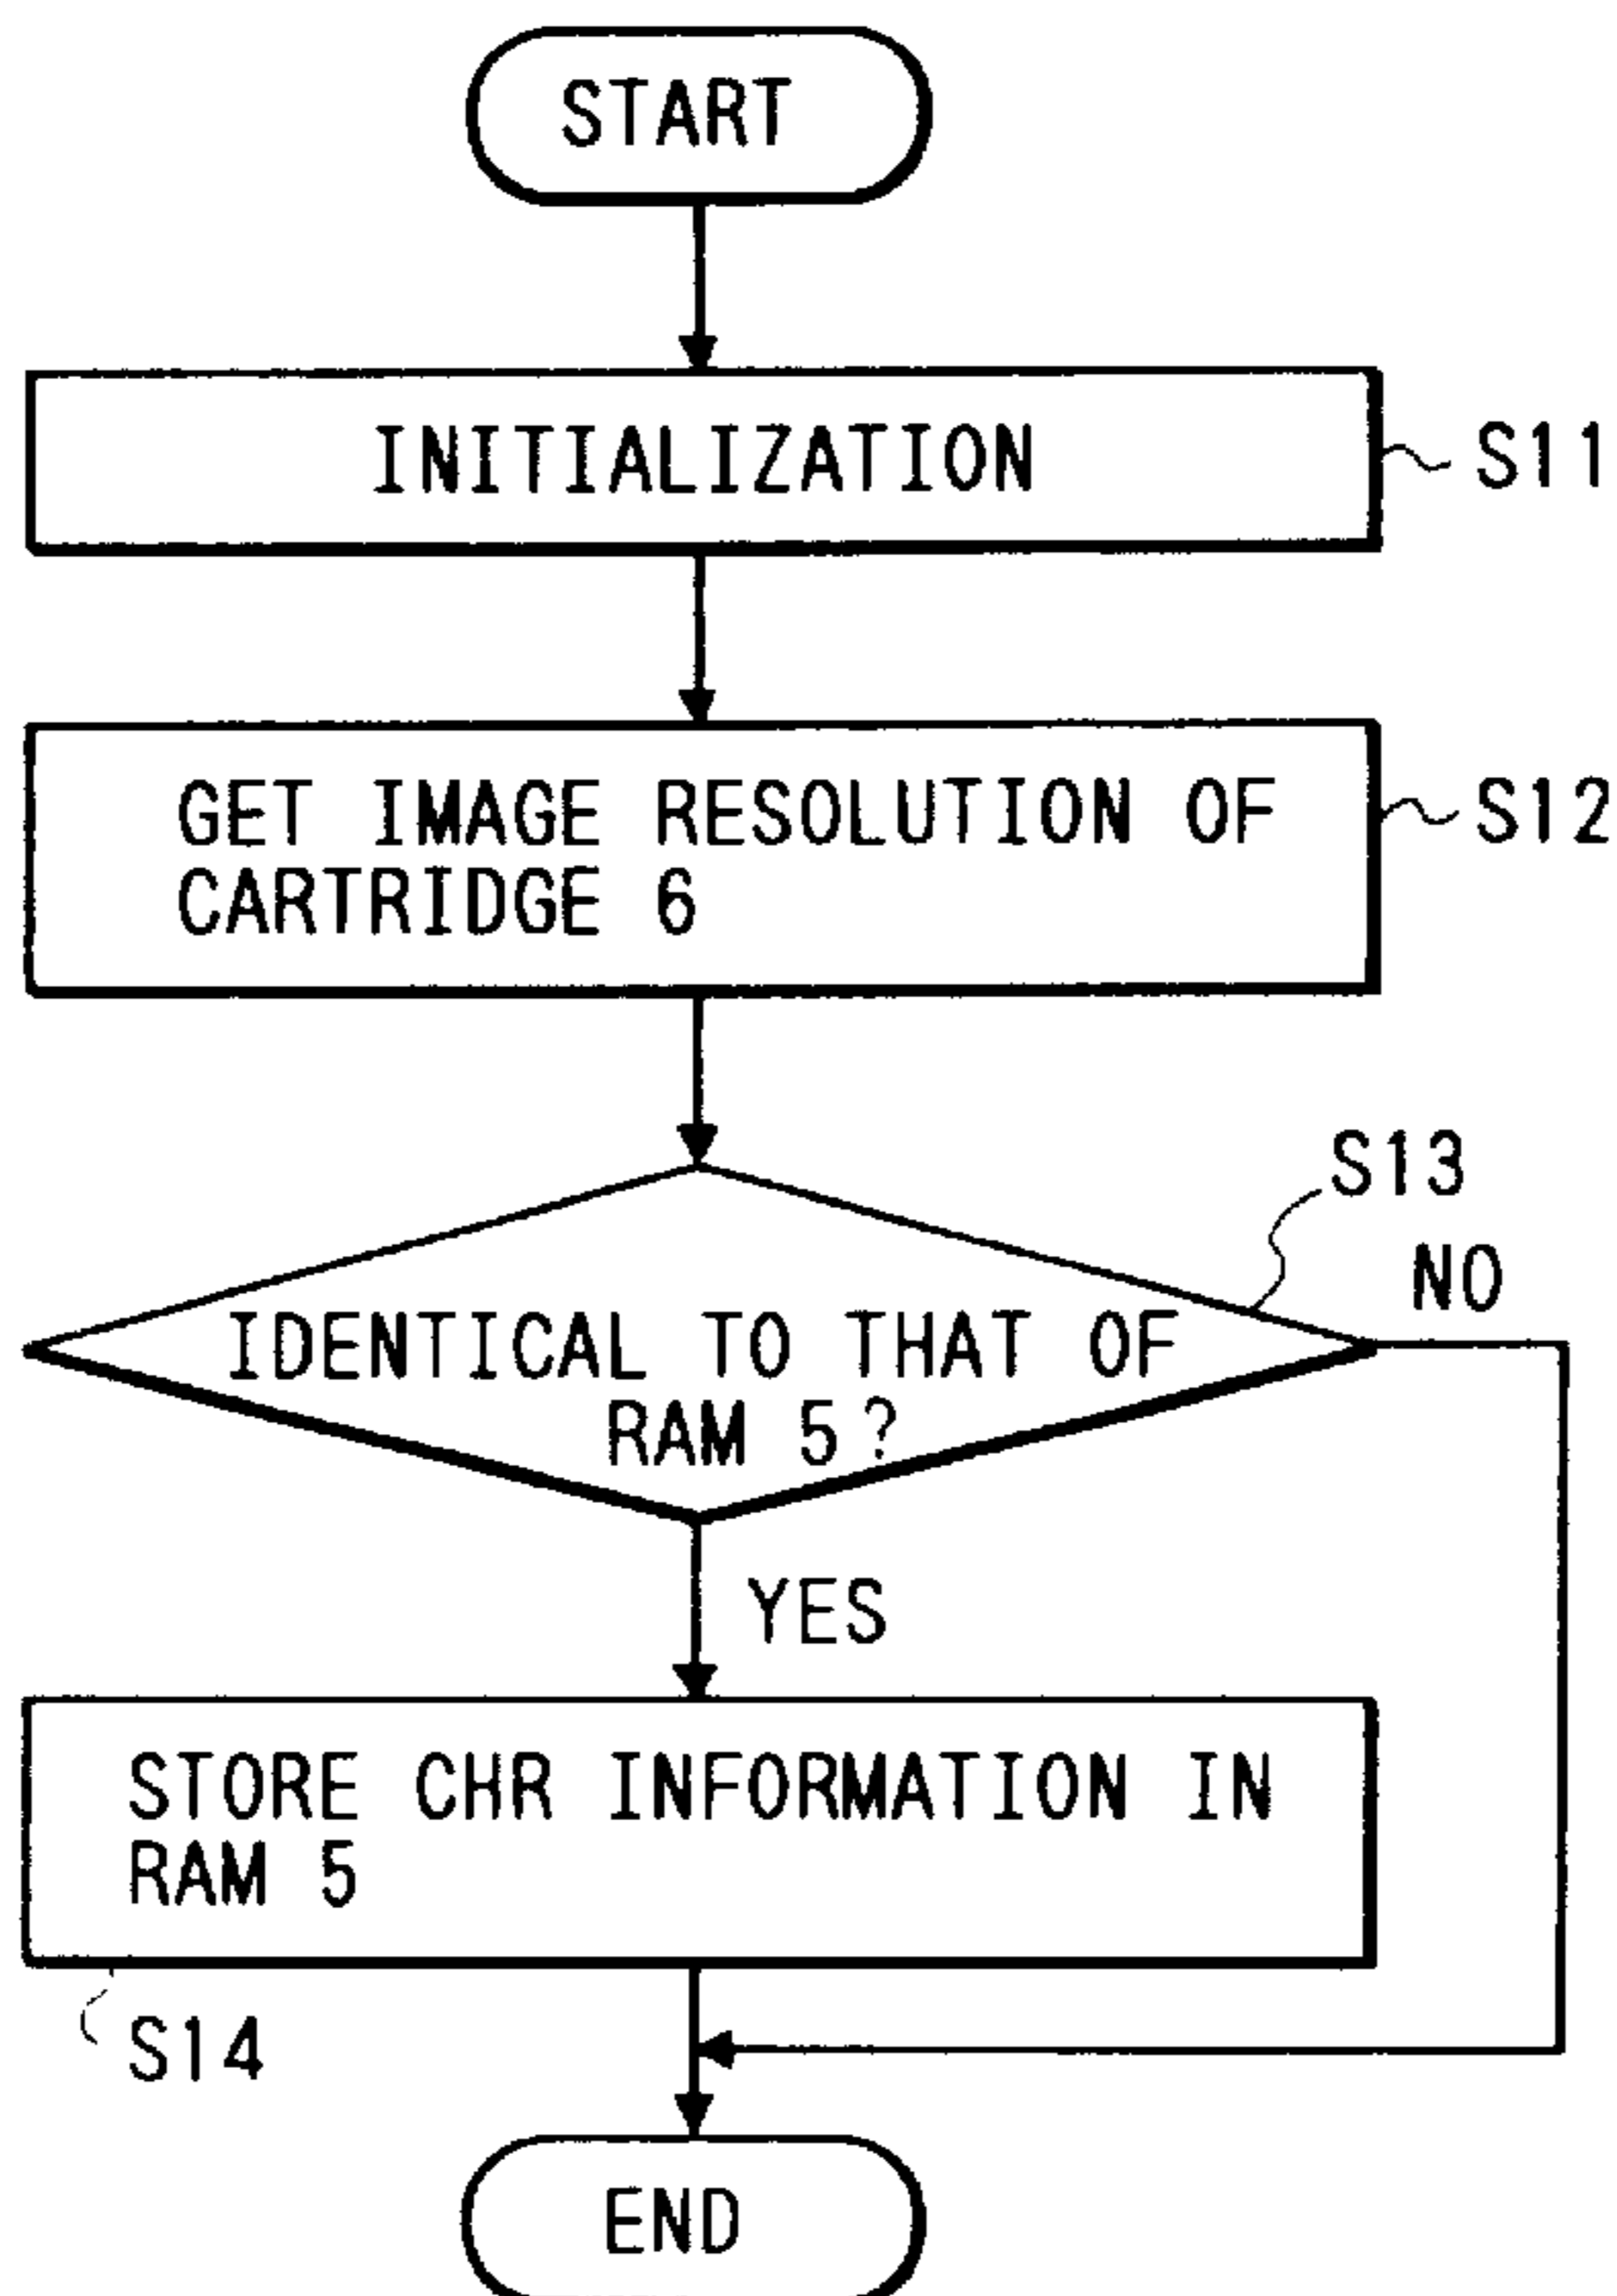 START
INITIALIZATION
S11
GET IMAGE RESOLUTION OF
CARTRIDGE 6
S12
S13
NO
IDENTICAL TO THAT OF
RAM 5?
YES
STORE CHR INFORMATION IN
RAM 5
S14
END